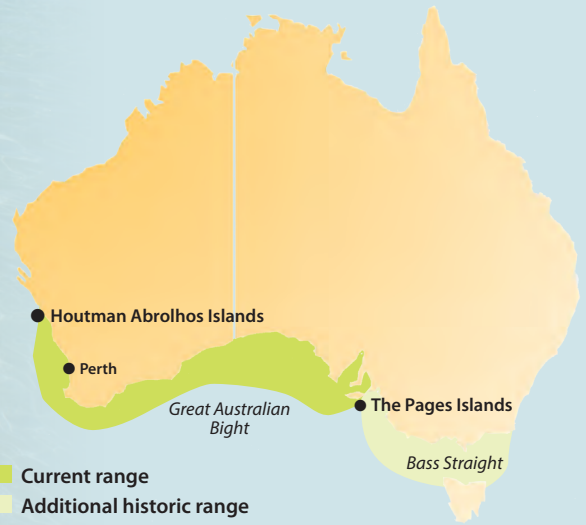 Houtman Abrolhos Islands
Perth
The Pages Islands
Great Australian
Bight
Bass Straight
Current range
Additional historic range